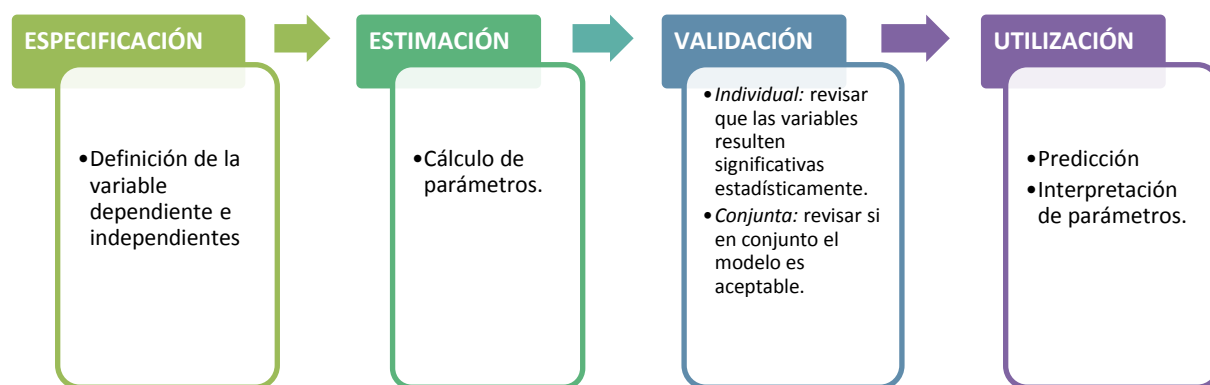 ESPECIFICACIÓN
•Definición de la
variable
dependiente e
independientes
ESTIMACIÓN
•Cálculo de
parámetros.
VALIDACIÓN
•Individual: revisar
que las variables
resulten
significativas
estadísticamente.
•Conjunta: revisar si
en conjunto el
modelo es
aceptable.
UTILIZACIÓN
•Predicción
•Interpretación
de parámetros.